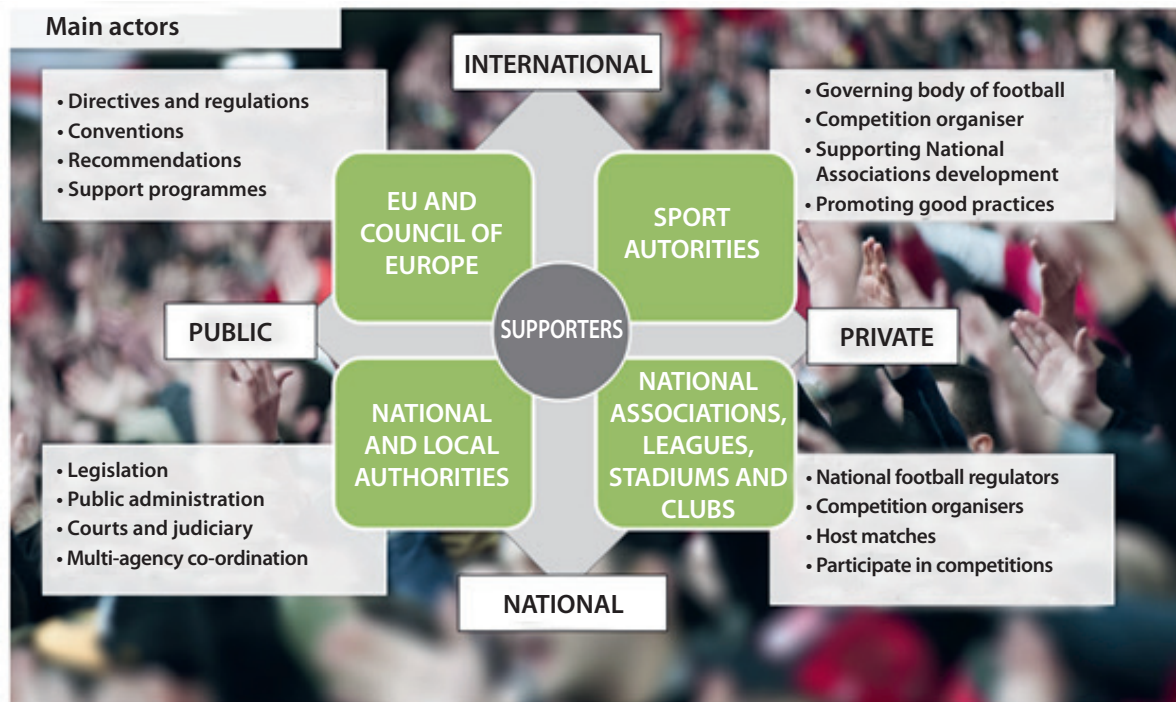 Main actors
INTERNATIONAL
• Directives and regulations
• Conventions
• Recommendations
• Support programmes
• Governing body of football
• Competition organiser
• Supporting National
Associations development
• Promoting good practices
EU AND
COUNCIL OF
EUROPE
SPORT
AUTORITIES
PUBLIC
SUPPORTERS
PRIVATE
NATIONAL
AND LOCAL
AUTHORITIES
NATIONAL
ASSOCIATIONS,
LEAGUES,
STADIUMS AND
CLUBS
• Legislation
• Public administration
• Courts and judiciary
• Multi-agency co-ordination
• National football regulators
• Competition organisers
• Host matches
• Participate in competitions
NATIONAL